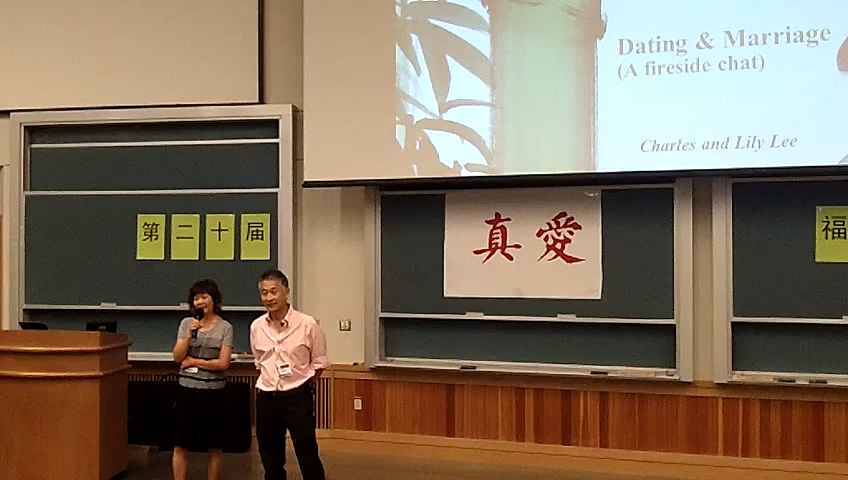 Dating & Marriage
(A fireside chat)
Charles and Lily Lee
第二十届
真愛
福